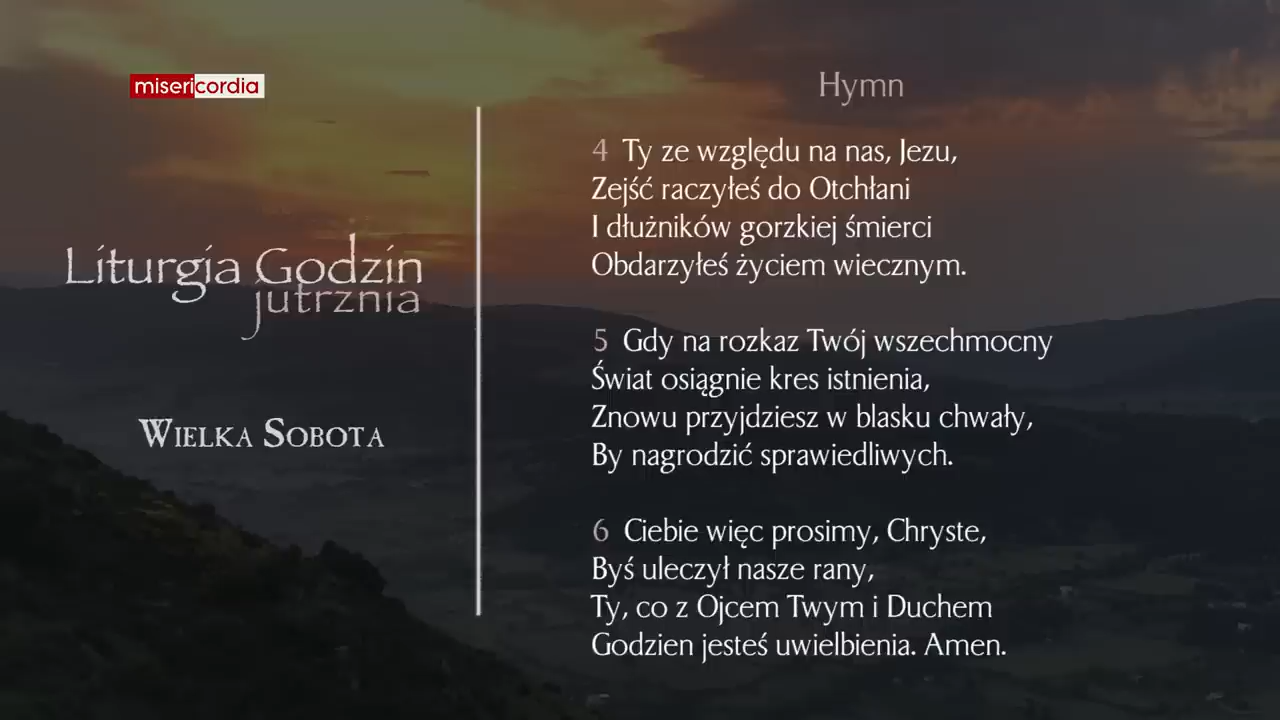 misericordia
Liturgia Godzin
jutrznia
Wielka Sobota
Hymn
4 Ty ze względu na nas, Jezu,
Zejść raczyłeś do Otchłani
I dłużników gorzkiej śmierci
Obdarzyłeś życiem wiecznym.
5 Gdy na rozkaz Twój wszechmocny
Świat osiągnie kres istnienia,
Znowu przyjdziesz w blasku chwały,
By nagrodzić sprawiedliwych.
6 Ciebie więc prosimy, Chryste,
Byś uleczył nasze rany,
Ty, co z Ojcem Twym i Duchem
Godzien jesteś uwielbienia. Amen.